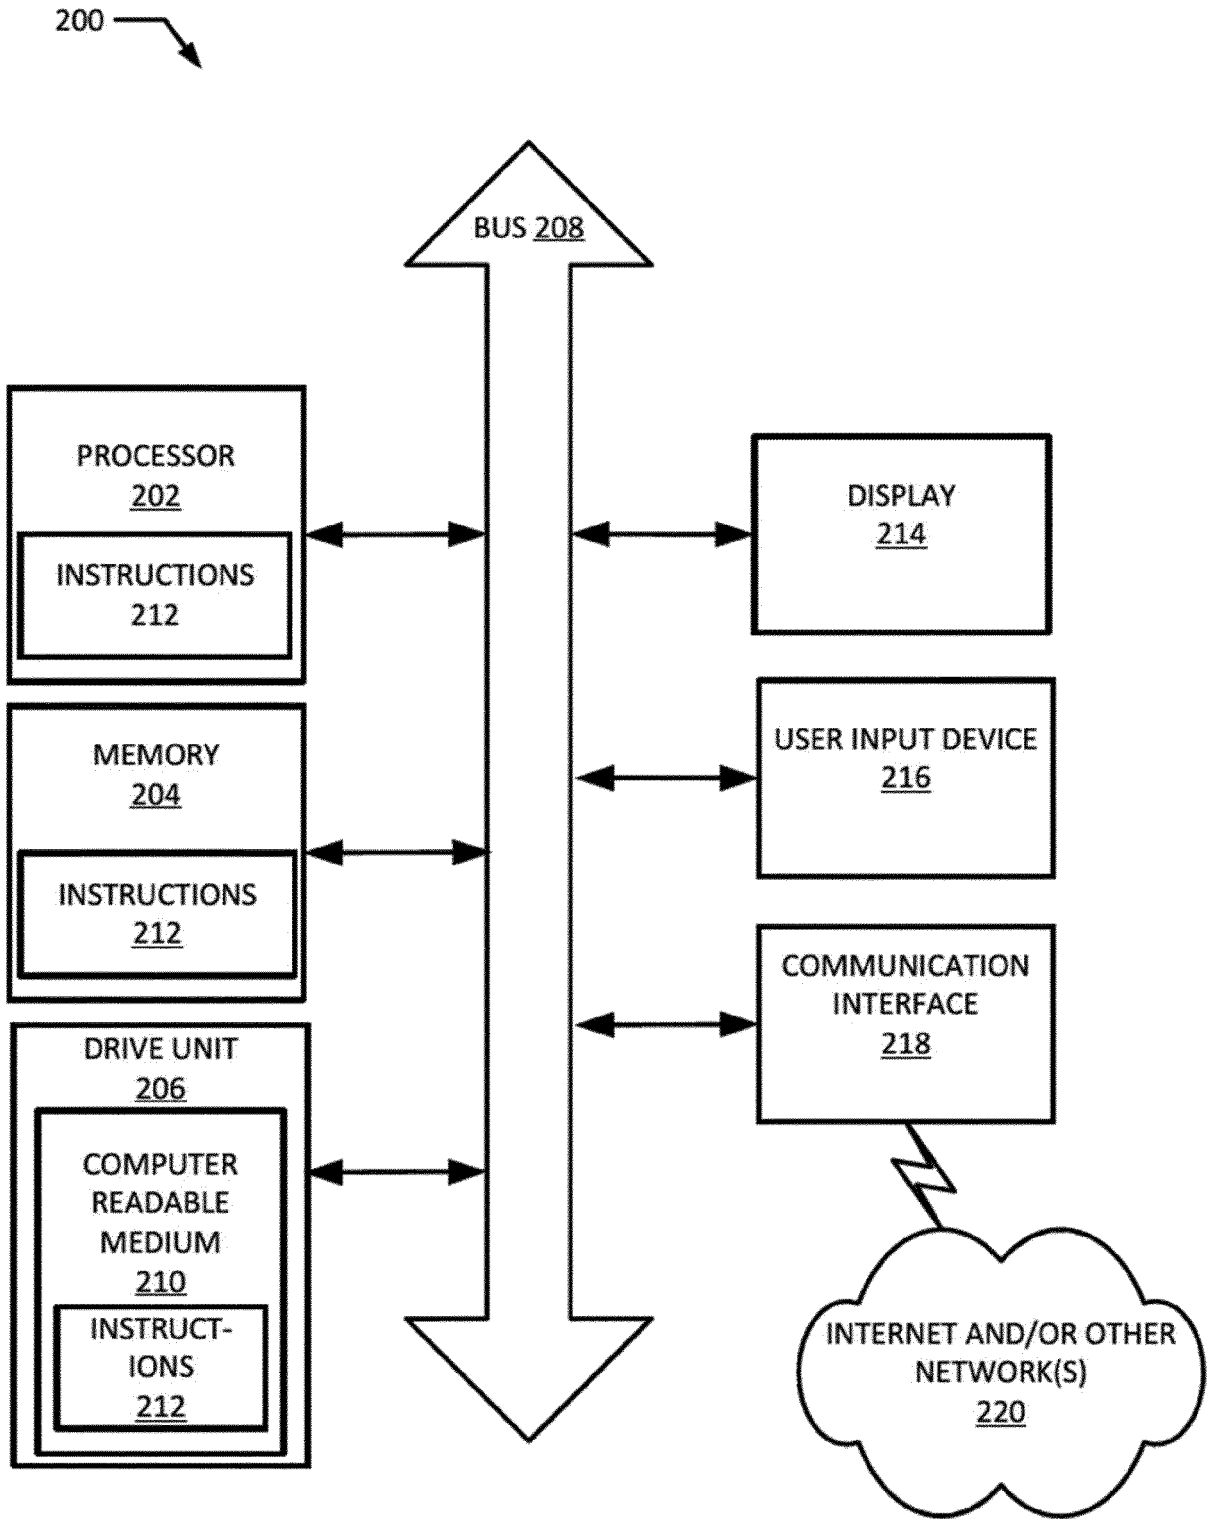 200
BUS 208
PROCESSOR
202
INSTRUCTIONS
212
MEMORY
204
INSTRUCTIONS
212
DRIVE UNIT
206
COMPUTER
READABLE
MEDIUM
210
INSTRUCT-
IONS
212
DISPLAY
214
USER INPUT DEVICE
216
COMMUNICATION
INTERFACE
218
INTERNET AND/OR OTHER
NETWORK(S)
220